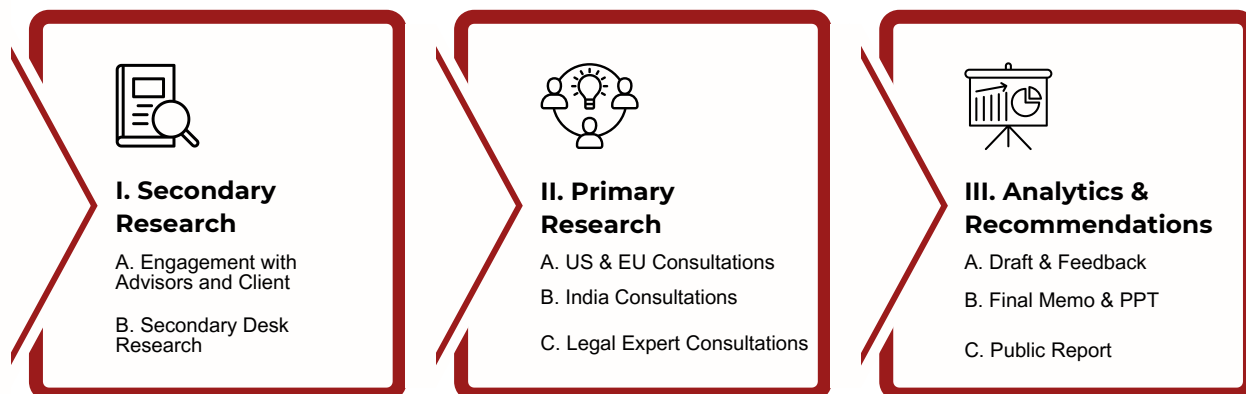 I. Secondary
Research
A. Engagement with
Advisors and Client
B. Secondary Desk
Research
II. Primary
Research
A. US & EU Consultations
B. India Consultations
C. Legal Expert Consultations
III. Analytics &
Recommendations
A. Draft & Feedback
B. Final Memo & PPT
C. Public Report